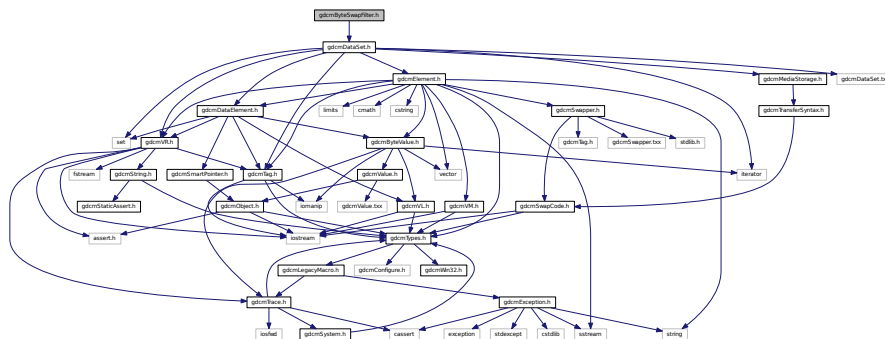 gdcmByteSwapFilter.h
gdcmDataSet.h
gdcmElement.h
gdcmMediaStorage.h
gdcmDataSet.txx
gdcmDataElement.h
limits
cmath
cstring
gdcmSwapper.h
gdcmTransferSyntax.h
set
gdcmVR.h
gdcmByteValue.h
gdcmTag.h
gdcmSwapper.txx
stdlib.h
fstream
gdcmString.h
gdcmSmartPointer.h
gdcmTag.h
gdcmValue.h
vector
iterator
gdcmStaticAssert.h
gdcmObject.h
iomanip
gdcmValue.txx
gdcmVL.h
gdcmVM.h
gdcmSwapCode.h
assert.h
iostream
gdcmTypes.h
gdcmLegacyMacro.h
gdcmConfigure.h
gdcmWin32.h
gdcmTrace.h
gdcmException.h
iosfwd
gdcmSystem.h
cassert
exception
stdexcept
cstdlib
sstream
string